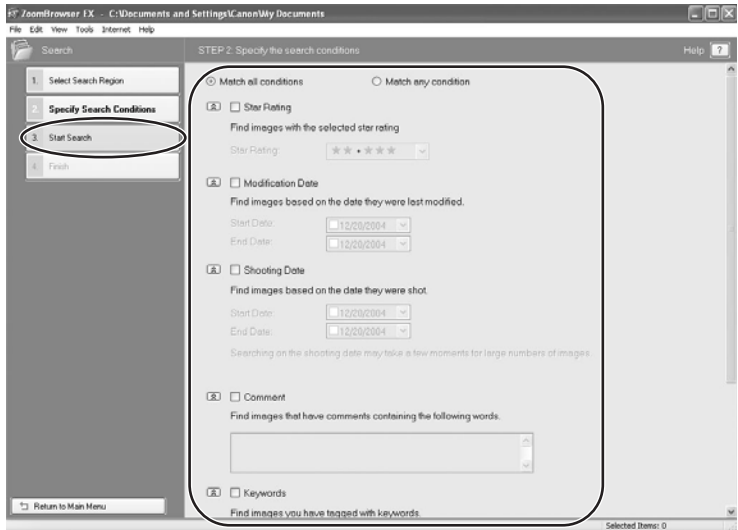 ZoomBrowser EX - C:\Documents and Settings\Canon\My Documents
File Edit View Tools Internet Help
Search
STEP 2: Specify the search conditions
Help ?
1. Select Search Region
2. Specify Search Conditions
3. Start Search
4. Finish
Match all conditions Match any condition
Star Rating
Find images with the selected star rating
Star Rating:
Modification Date
Find images based on the date they were last modified.
Start Date: 12/20/2004
End Date: 12/20/2004
Shooting Date
Find images based on the date they were shot.
Start Date: 12/20/2004
End Date: 12/20/2004
Searching on the shooting date may take a few moments for large numbers of images
Comment
Find images that have comments containing the following words.
Keywords
Find images you have tagged with keywords.
Return to Main Menu
Selected Items: 0